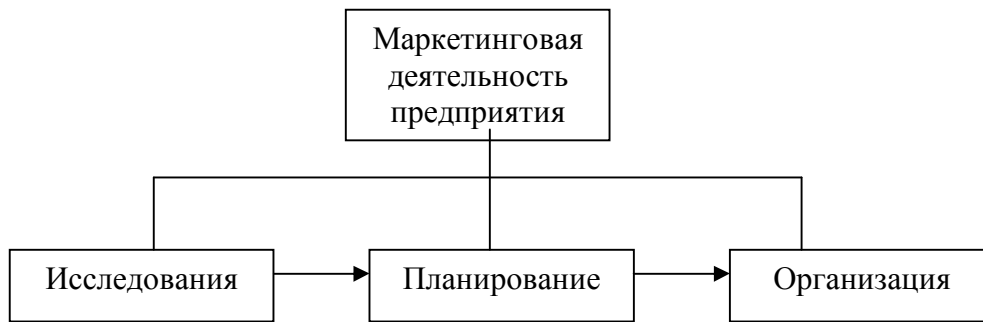 Маркетинговая
деятельность
предприятия
Исследования
Планирование
Организация